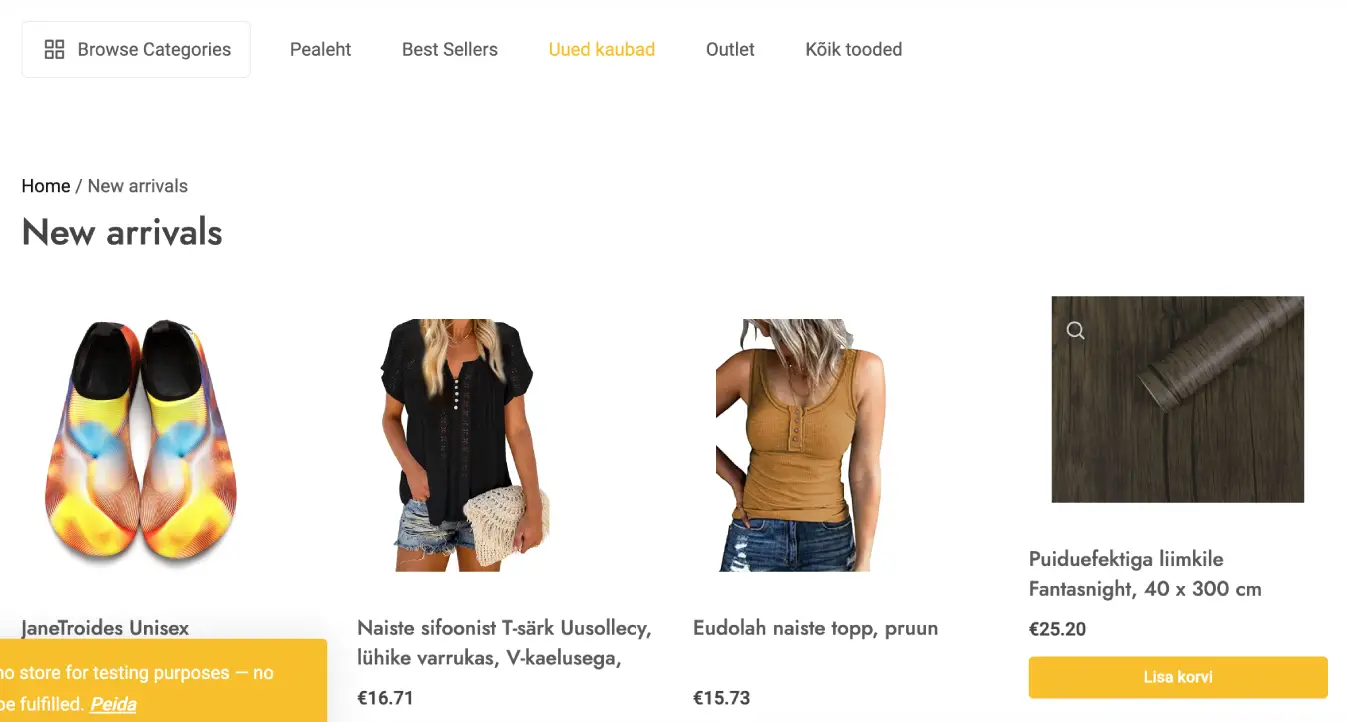 Browse Categories
Pealeht
Best Sellers
Uued kaubad
Outlet
Kõik tooded
Home / New arrivals
New arrivals
JaneTroides Unisex
Naiste sifoonist T-särk Uusollecy,
lühike varrukas, V-kaelusega,
€16.71
Eudolah naiste topp, pruun
€15.73
Puiduefektiga liimkile
Fantasnight, 40 x 300 cm
€25.20
Lisa korvi
store for testing purposes — no
fulfilled. Peida